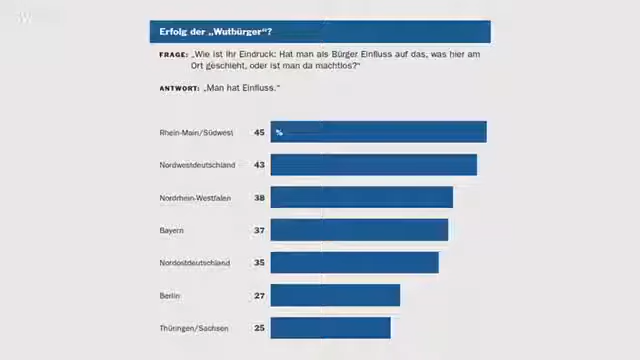 Erfolg der „Wutbürger“?
FRAGE: „Wie ist Ihr Eindruck: Hat man als Bürger Einfluss auf das, was hier am
Ort geschieht, oder ist man da machtlos?“
ANTWORT: „Man hat Einfluss.“
Rhein-Main/Südwest 45 %
Nordwestdeutschland 43
Nordrhein-Westfalen 38
Bayern 37
Nordostdeutschland 35
Berlin 27
Thüringen/Sachsen 25